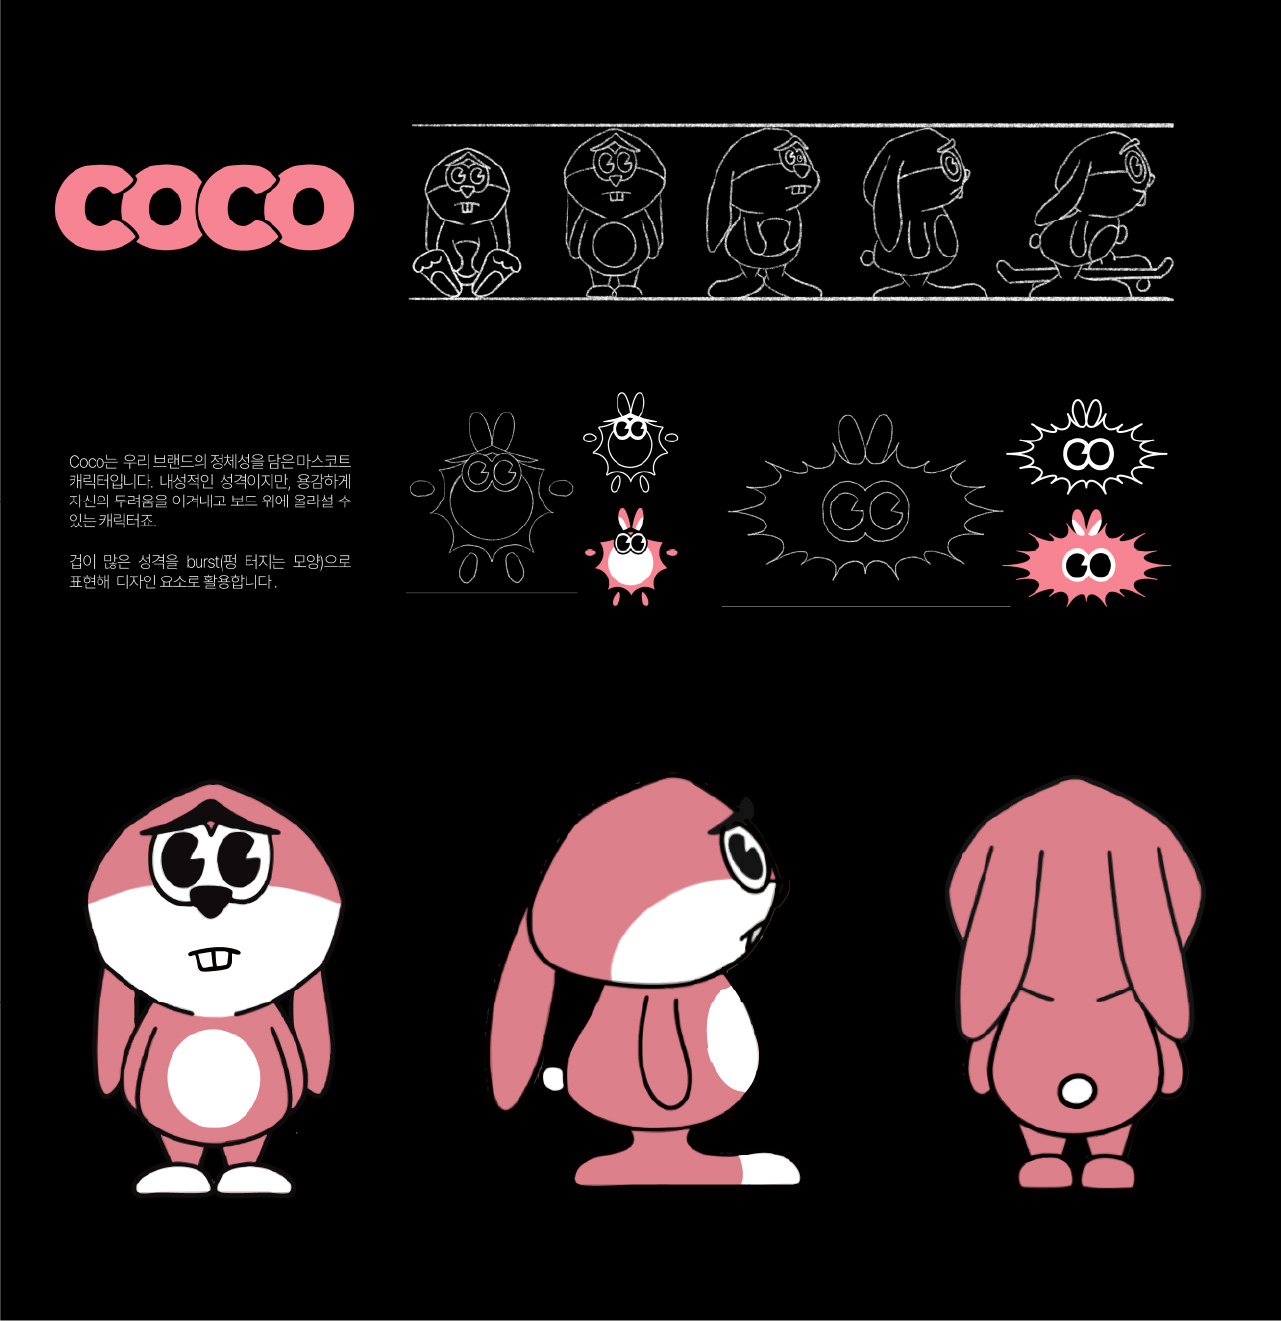 COCO
Coco는 우리 브랜드의 정체성을 담은 마스코트
캐릭터입니다. 내성적인 성격이지만, 용감하게
자신의 두려움을 이겨내고 보드 위에 올라설 수
있는 캐릭터죠.
겁이 많은 성격을 burst(펑 터지는 모양)으로
표현해 디자인 요소로 활용합니다.